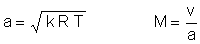 a = √k R T M = v/a